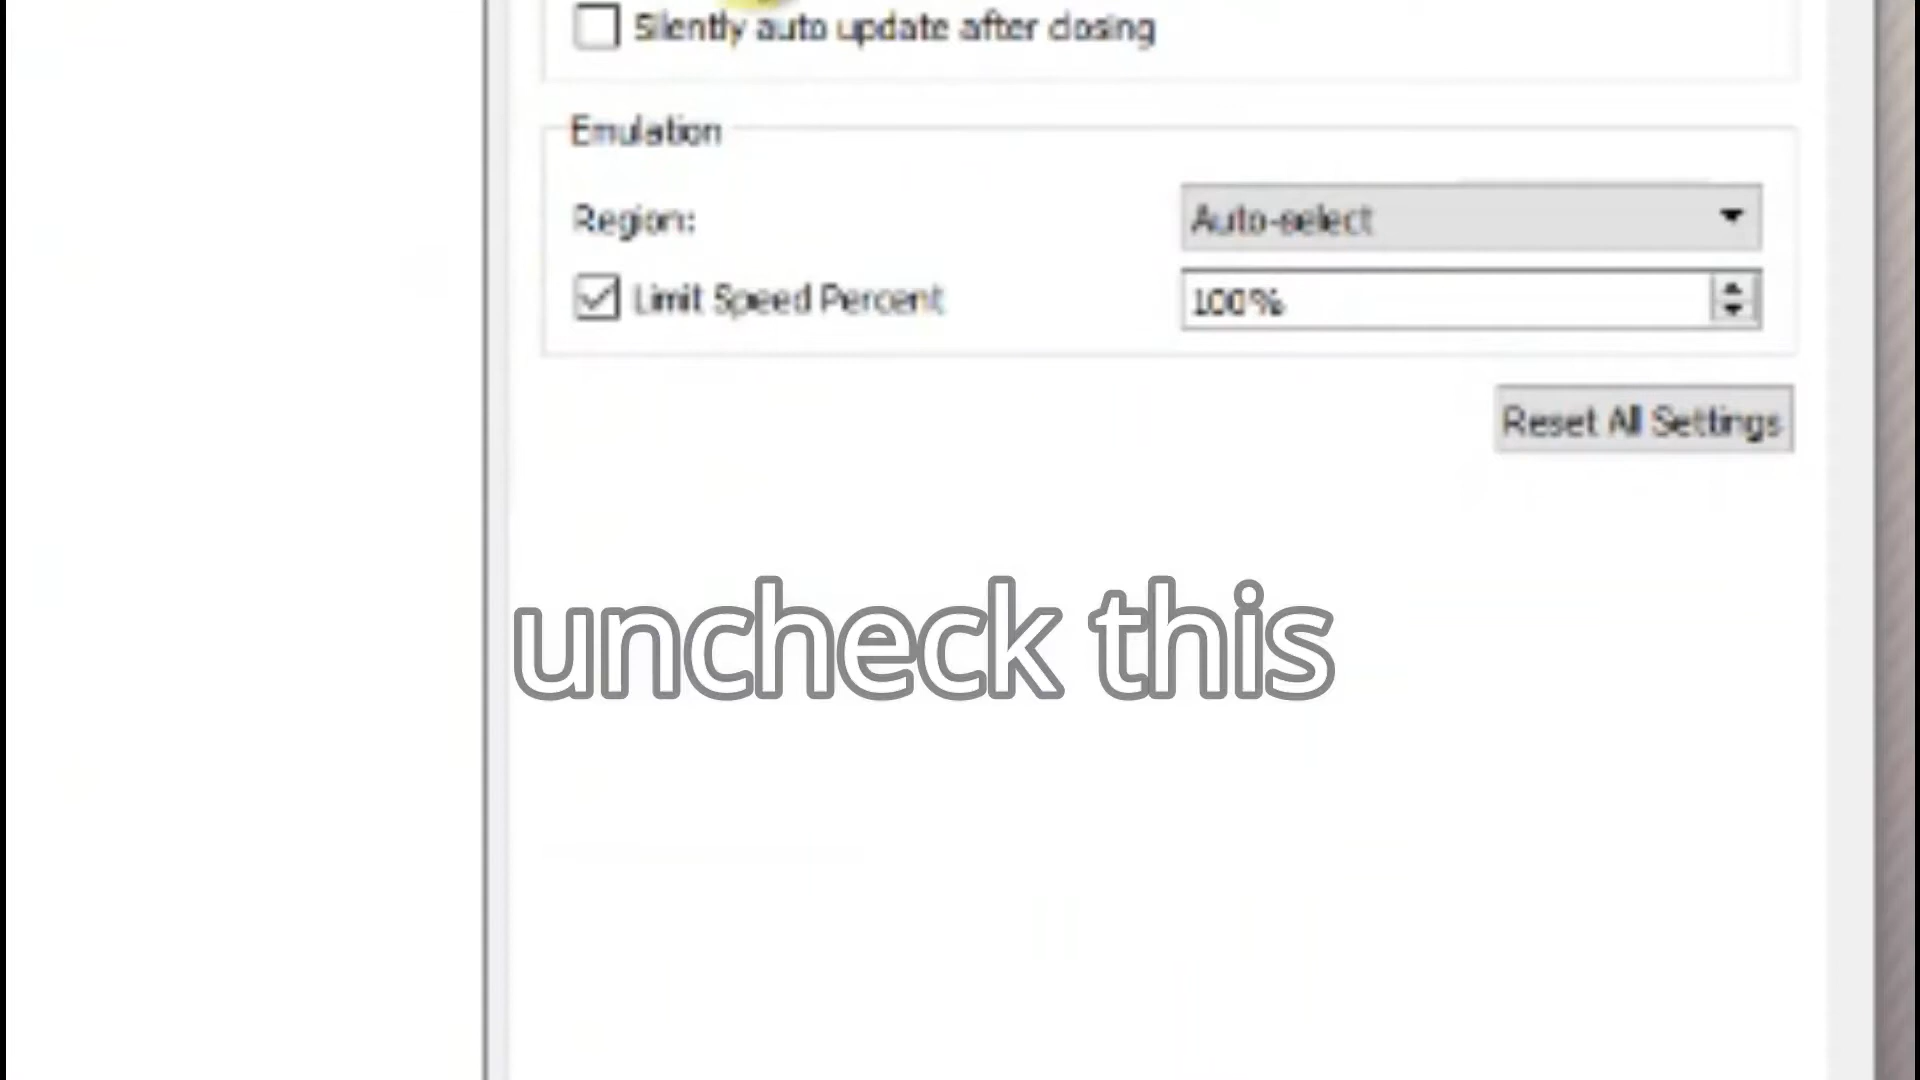 Silently auto update after closing
Emulation
Region:
Auto-select
Limit Speed Percent
100%
Reset All Settings
uncheck this